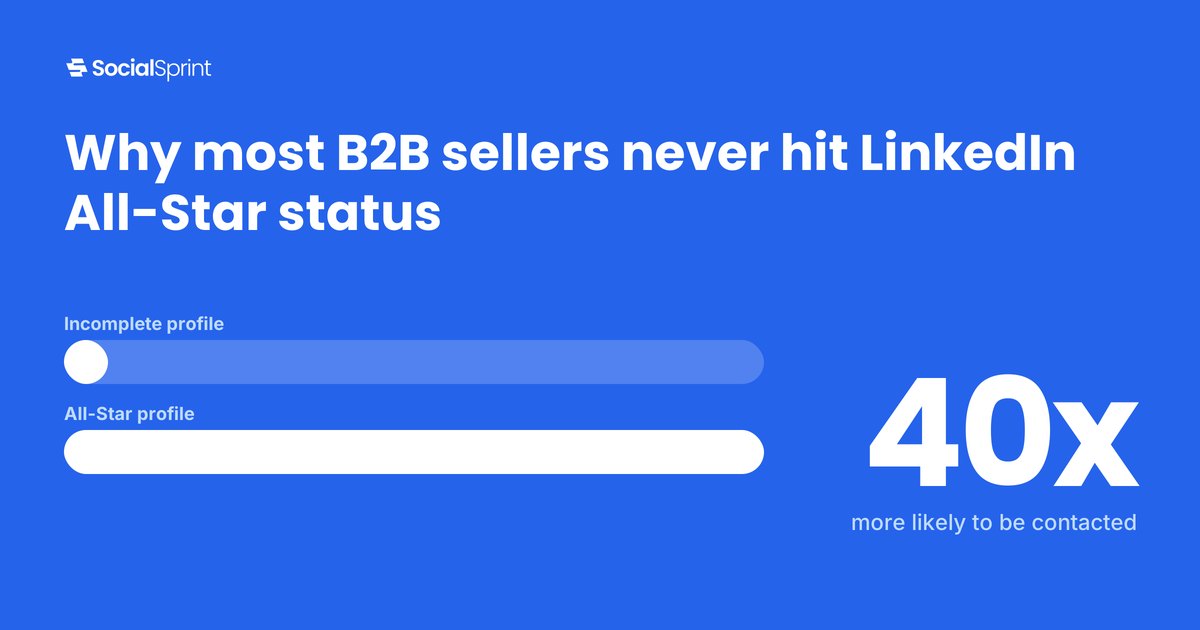 SocialSprint
Why most B2B sellers never hit LinkedIn
All-Star status
Incomplete profile
All-Star profile
40x
more likely to be contacted